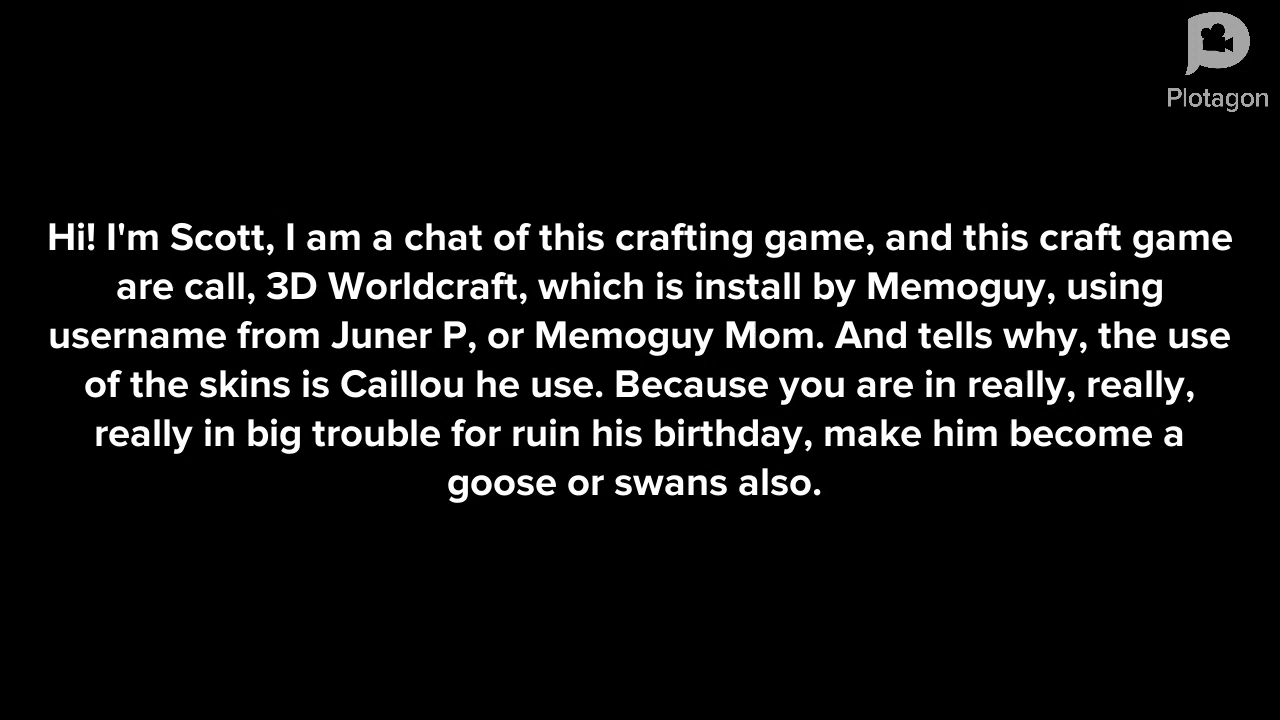 Plotagon
Hi! I'm Scott, I am a chat of this crafting game, and this craft game
are call, 3D Worldcraft, which is install by Memoguy, using
username from Juner P, or Memoguy Mom. And tells why, the use
of the skins is Caillou he use. Because you are in really, really,
really in big trouble for ruin his birthday, make him become a
goose or swans also.